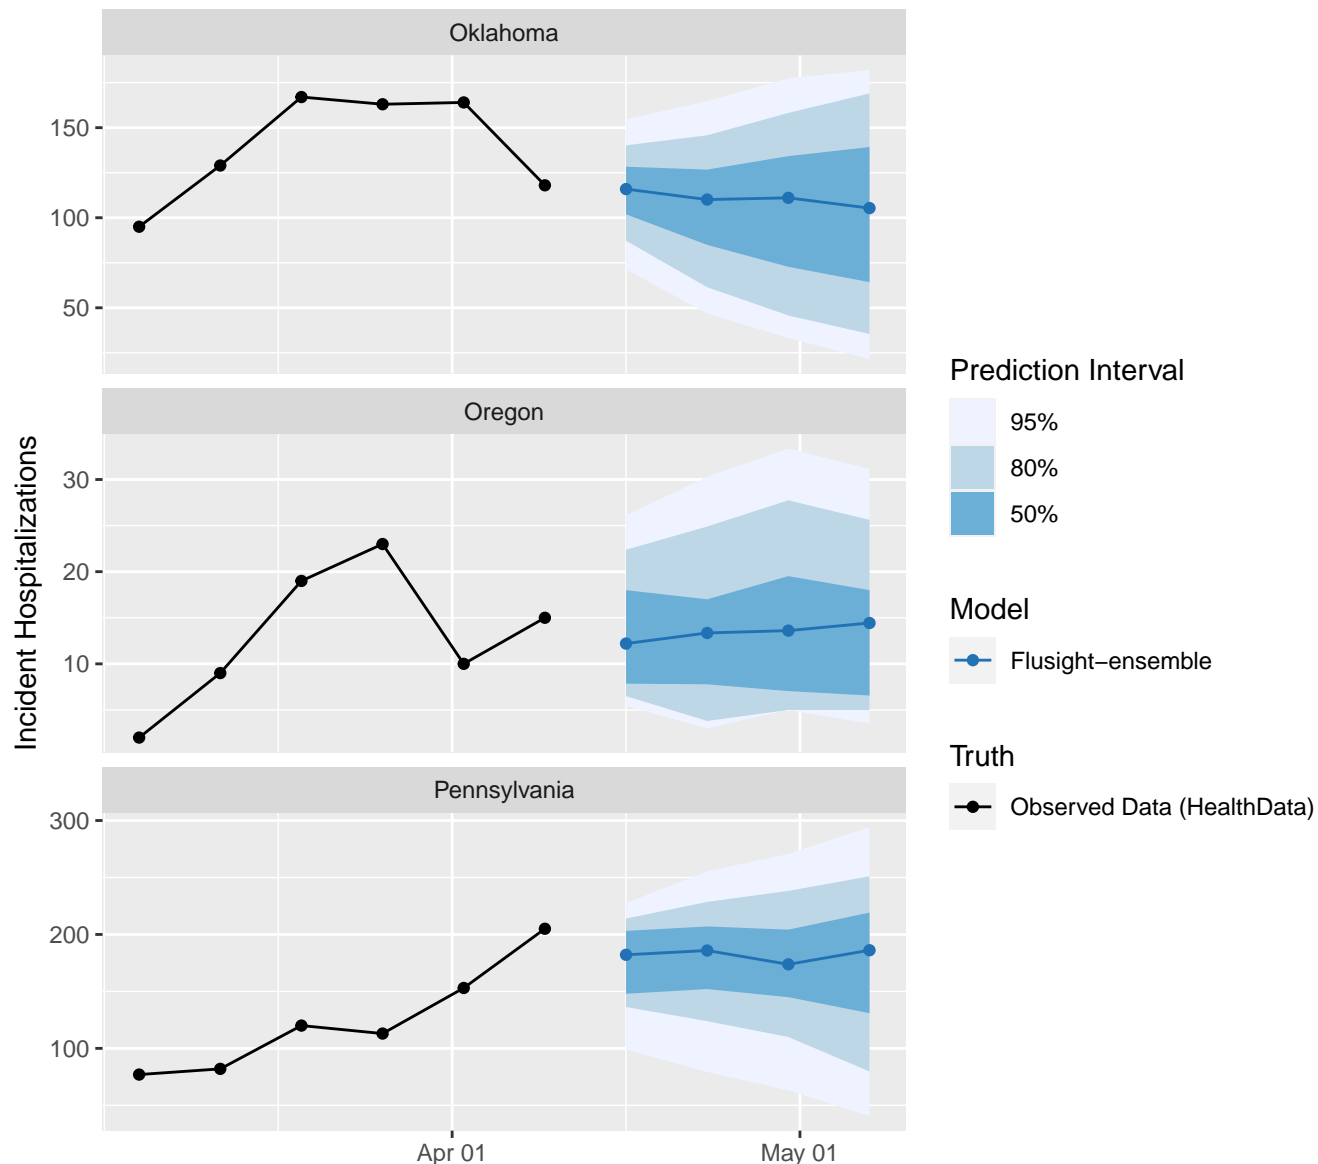 Oklahoma
150
100
50
Oregon
30
20
10
Pennsylvania
300
200
100
Apr 01
May 01
Incident Hospitalizations
Prediction Interval
95%
80%
50%
Model
Flusight−ensemble
Truth
Observed Data (HealthData)